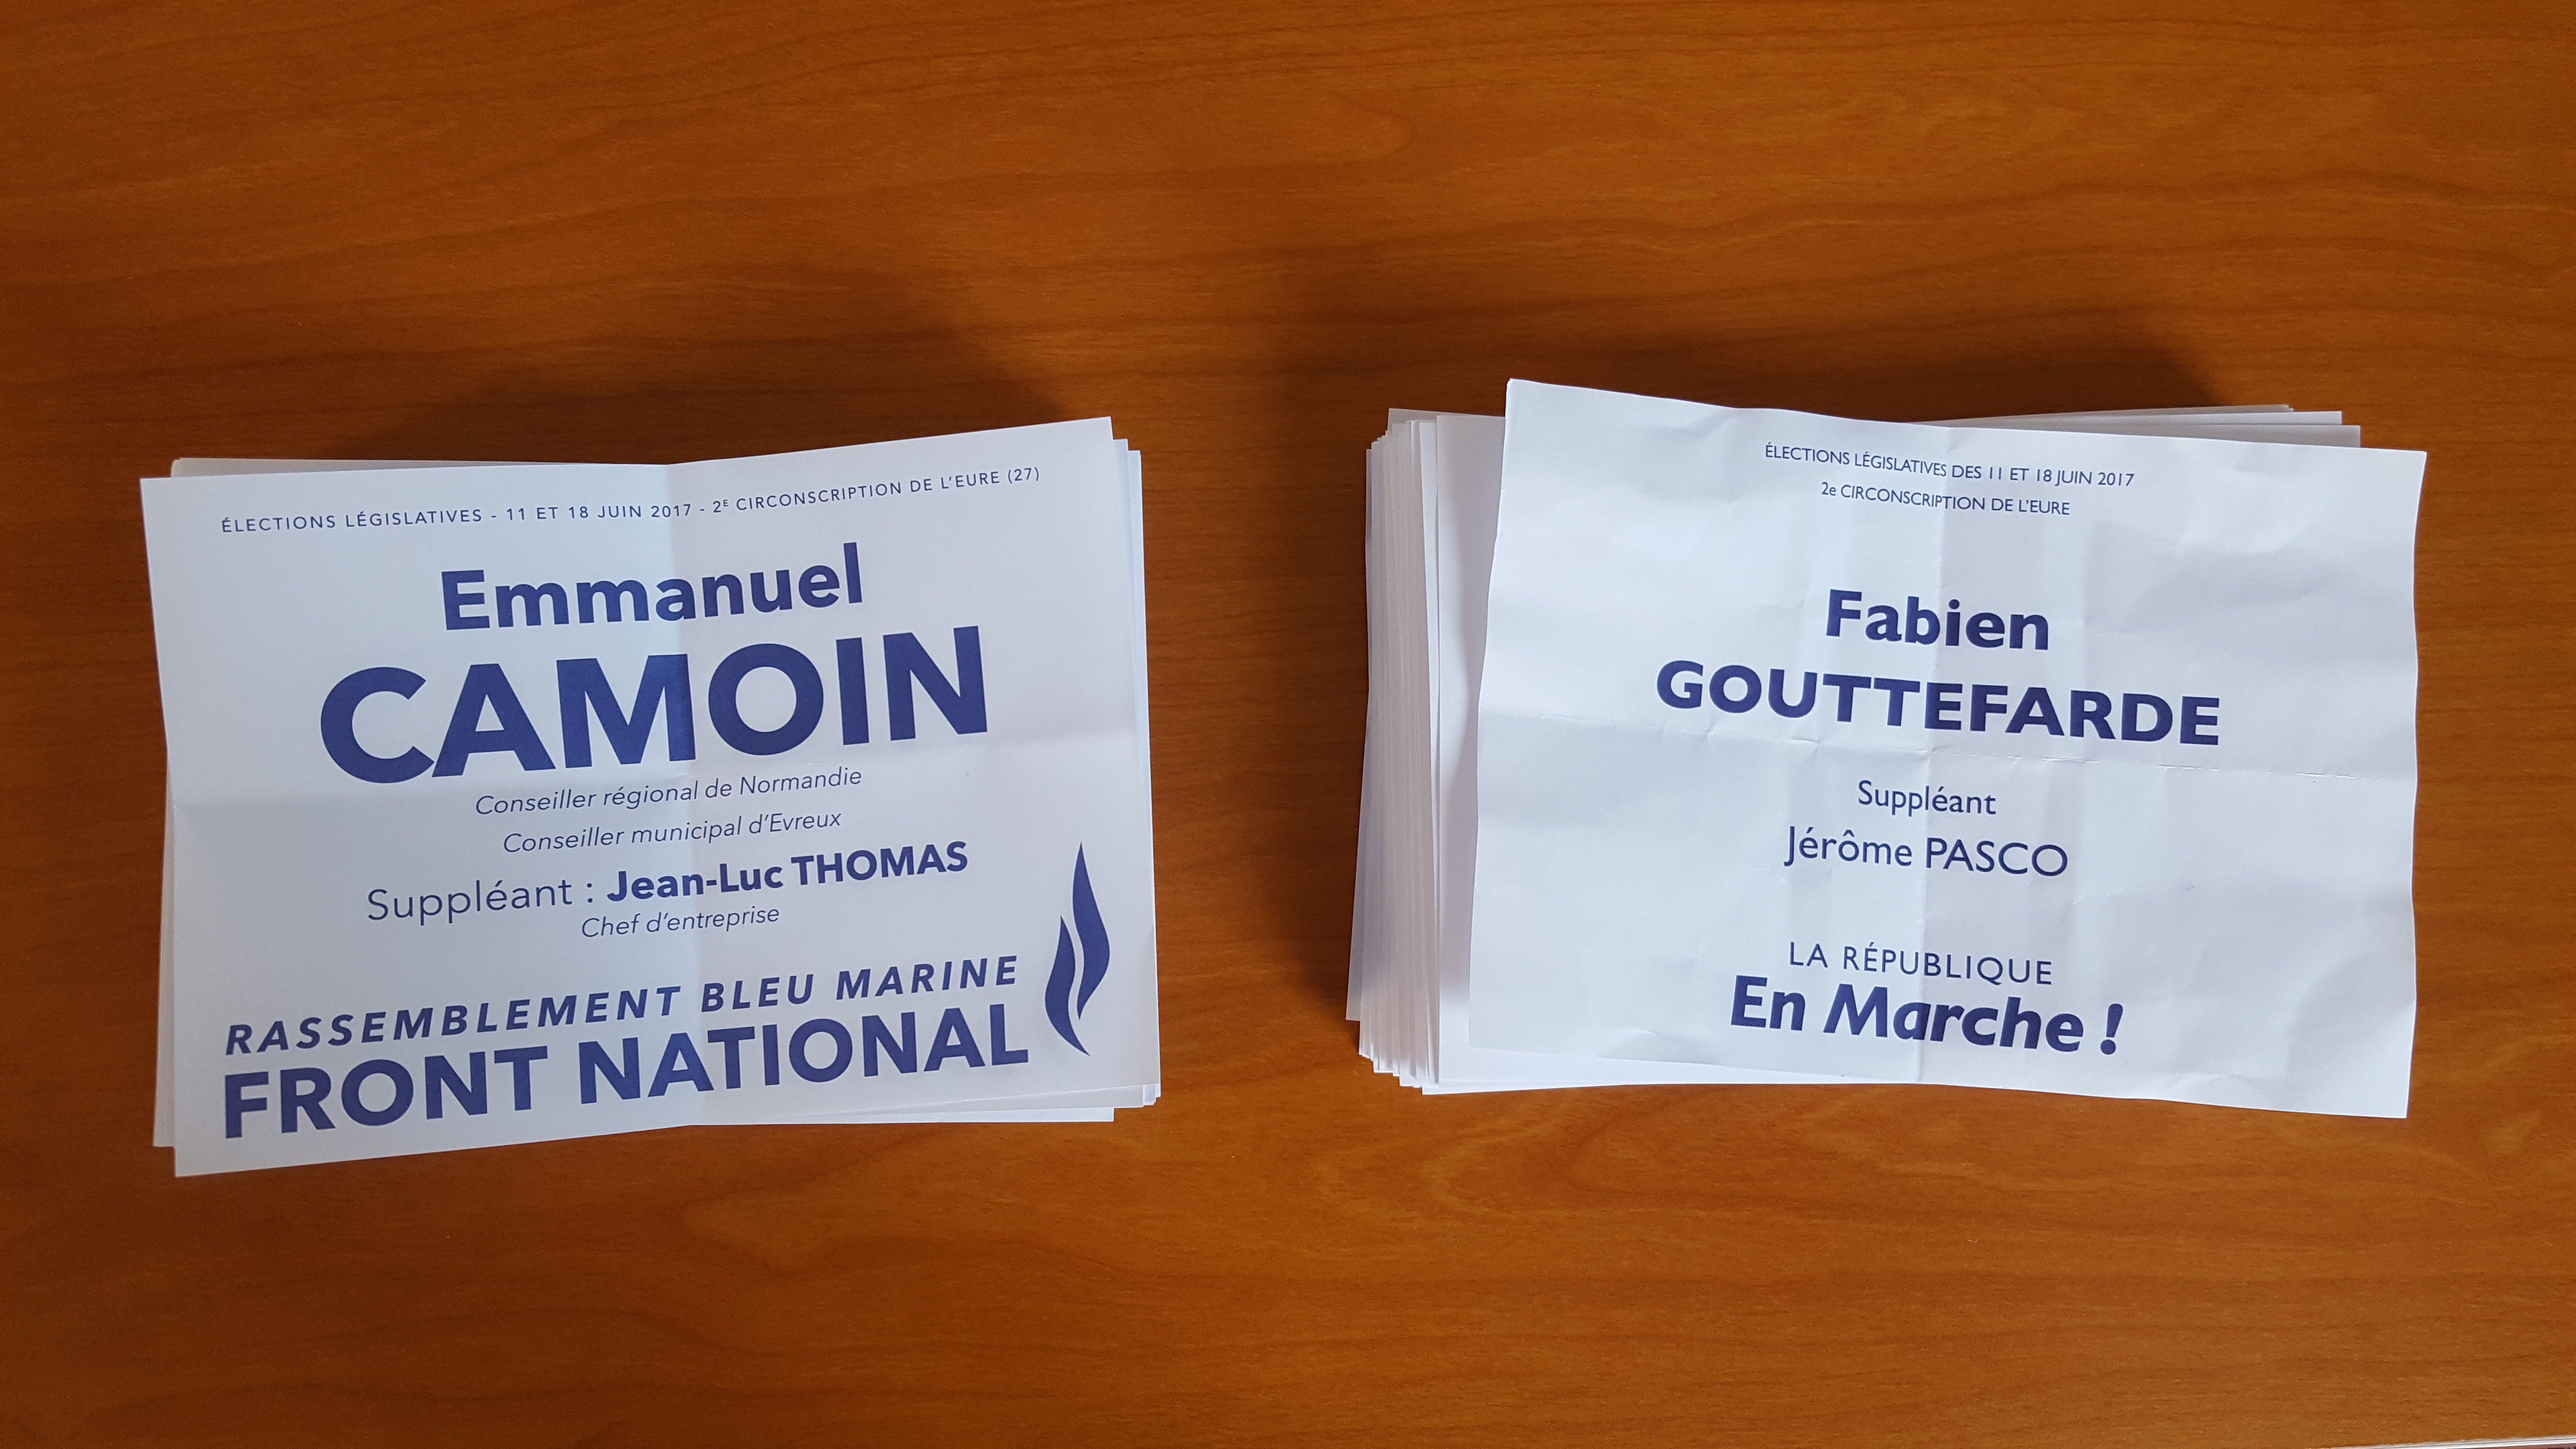 ÉLECTIONS LÉGISLATIVES - 11 ET 18 JUIN 2017 - 2E CIRCONSCRIPTION DE L'EURE (27)
Emmanuel
CAMOIN
Conseiller régional de Normandie
Conseiller municipal d'Evreux
Suppléant : Jean-Luc THOMAS
Chef d'entreprise
RASSEMBLEMENT BLEU MARINE
FRONT NATIONAL
ÉLECTIONS LÉGISLATIVES DES 11 ET 18 JUIN 2017
2e CIRCONSCRIPTION DE L'EURE
Fabien
GOUTTEFARDE
Suppléant
Jérôme PASCO
LA RÉPUBLIQUE
En Marche !